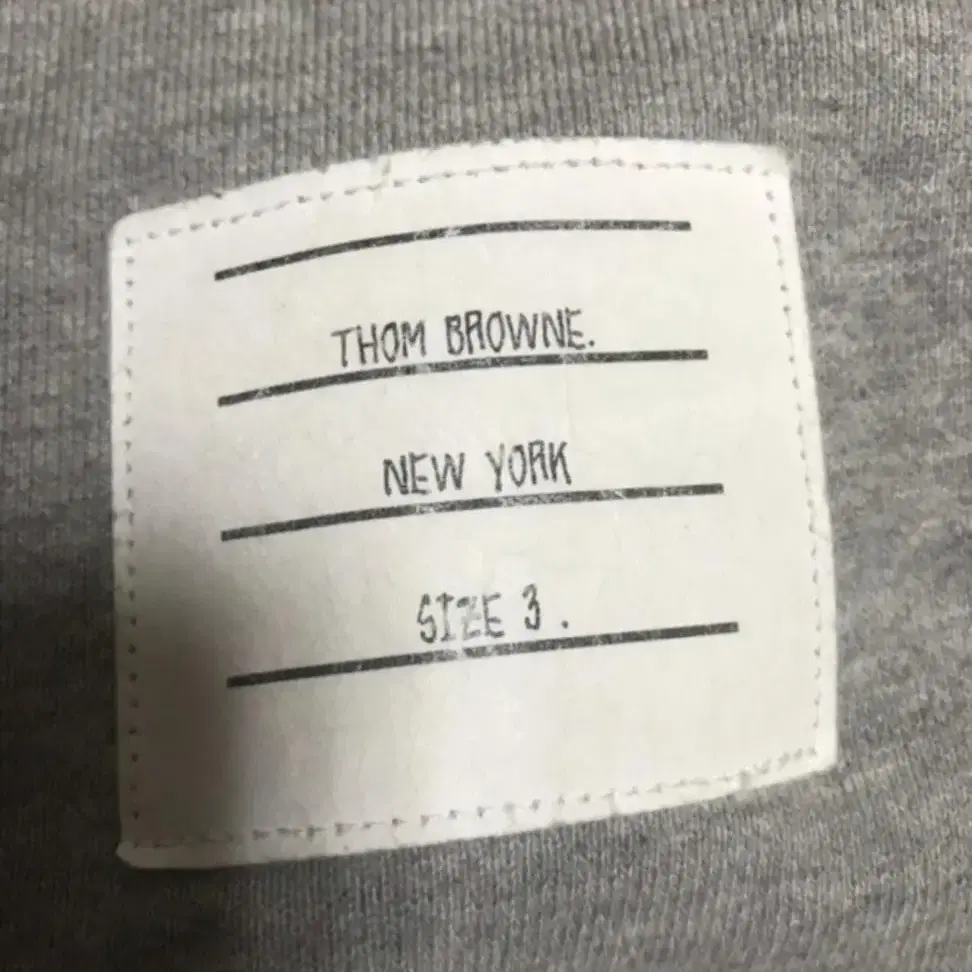 THOM BROWNE.
NEW YORK
SIZE 3.